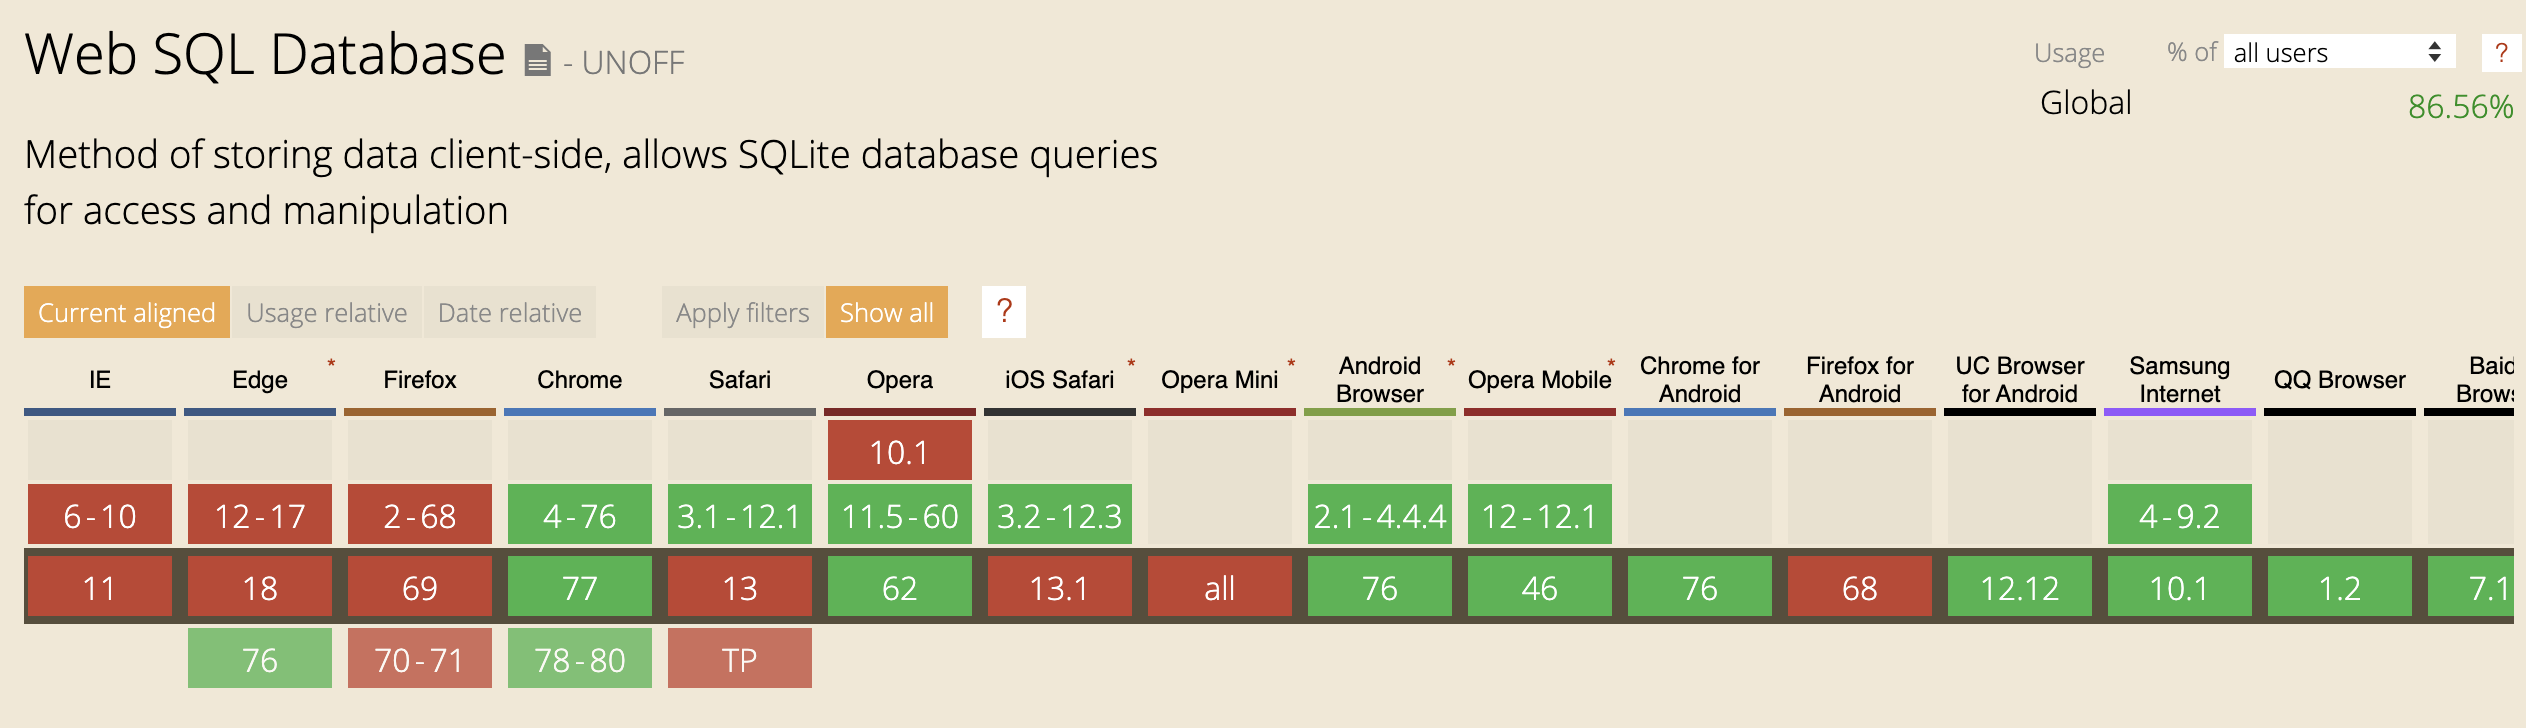 Web SQL Database - UNOFF
Usage % of all users ?
Global 86.56%
Method of storing data client-side, allows SQLite database queries
for access and manipulation
Current aligned Usage relative Date relative Apply filters Show all ?
IE Edge * Firefox Chrome Safari Opera iOS Safari * Opera Mini * Android Browser * Opera Mobile * Chrome for Android Firefox for Android UC Browser for Android Samsung Internet QQ Browser
10.1
6-10 12-17 2-68 4-76 3.1-12.1 11.5-60 3.2-12.3 2.1-4.4.4 12-12.1 4-9.2
11 18 69 77 13 62 13.1 all 76 46 76 68 12.12 10.1 1.2 7.1
76 70-71 78-80 TP